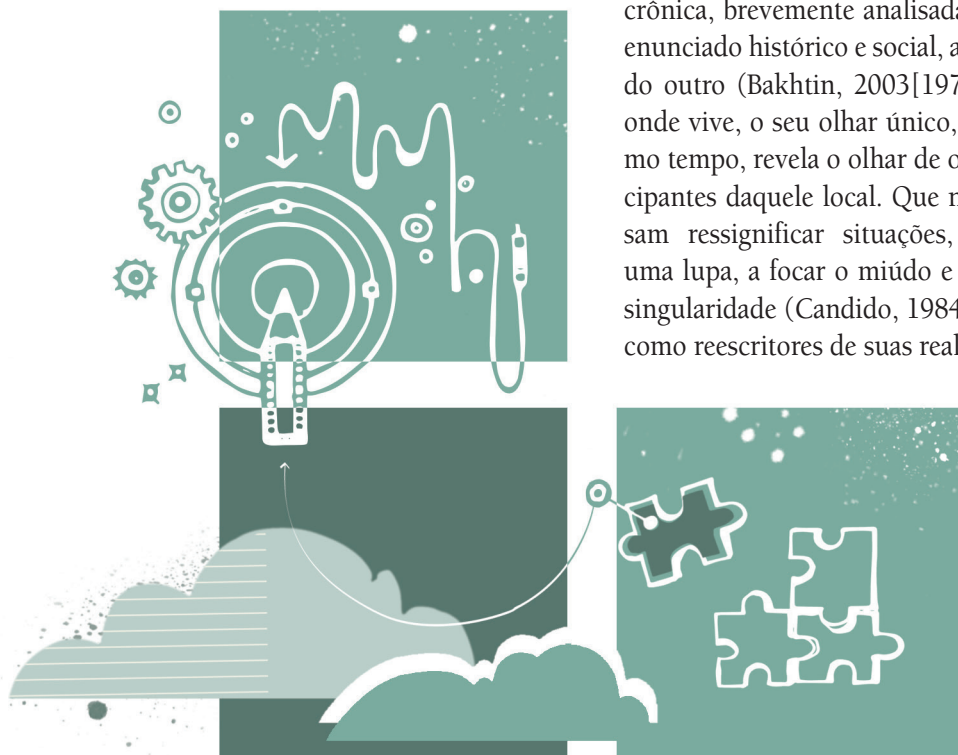 crônica, brevemente analisada
enunciado histórico e social, a
do outro (Bakhtin, 2003[197
onde vive, o seu olhar único,
mo tempo, revela o olhar de o
cipantes daquele local. Que n
sam ressignificar situações,
uma lupa, a focar o miúdo e
singularidade (Candido, 1984
como reescritores de suas real